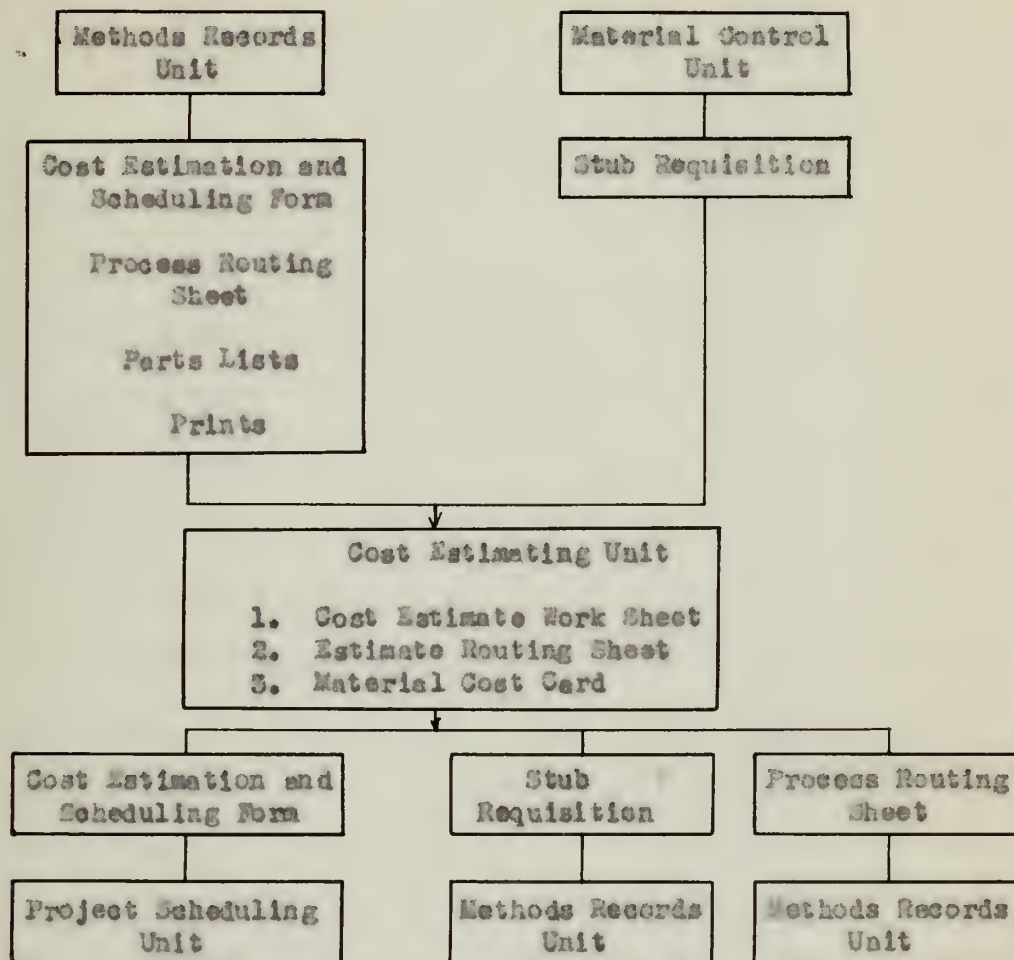 Methods Records
Unit
Material Control
Unit
Cost Estimation and
Scheduling Form
Process Routing
Sheet
Parts Lists
Prints
Stub Requisition
Cost Estimating Unit
1. Cost Estimate Work Sheet
2. Estimate Routing Sheet
3. Material Cost Card
Cost Estimation and
Scheduling Form
Stub
Requisition
Process Routing
Sheet
Project Scheduling
Unit
Methods Records
Unit
Methods Records
Unit